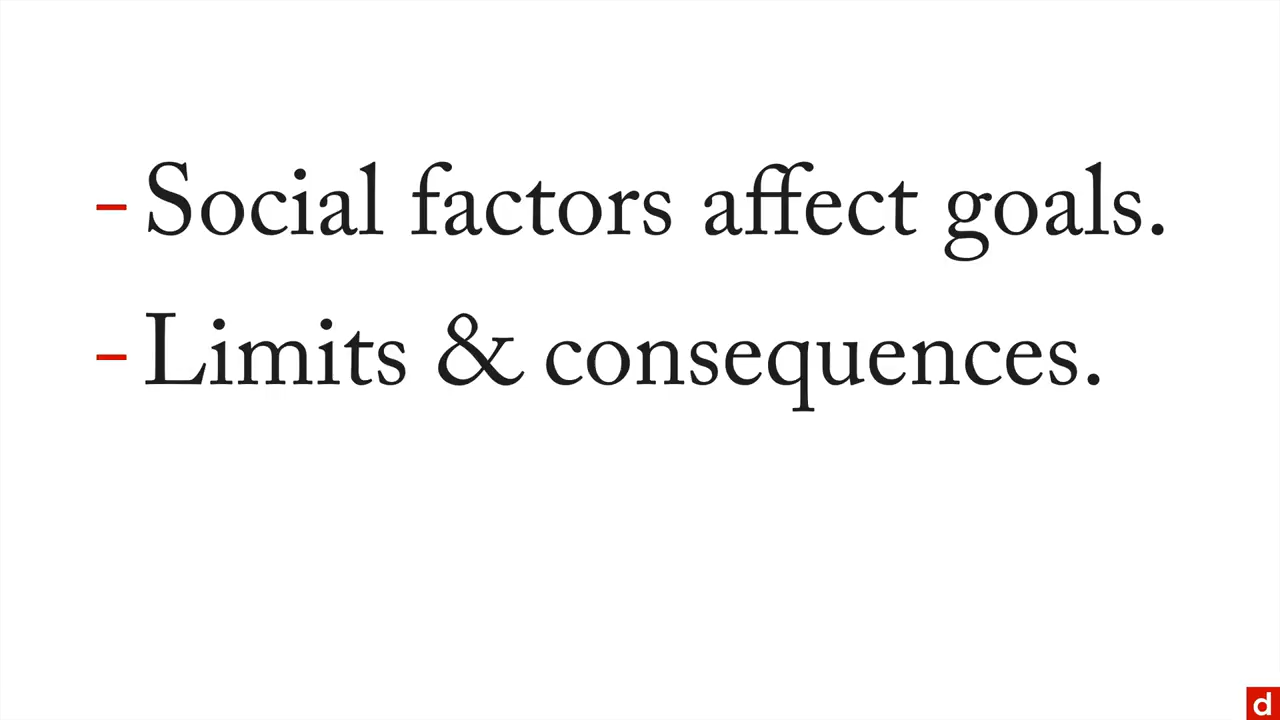 - Social factors affect goals.
- Limits & consequences.
d